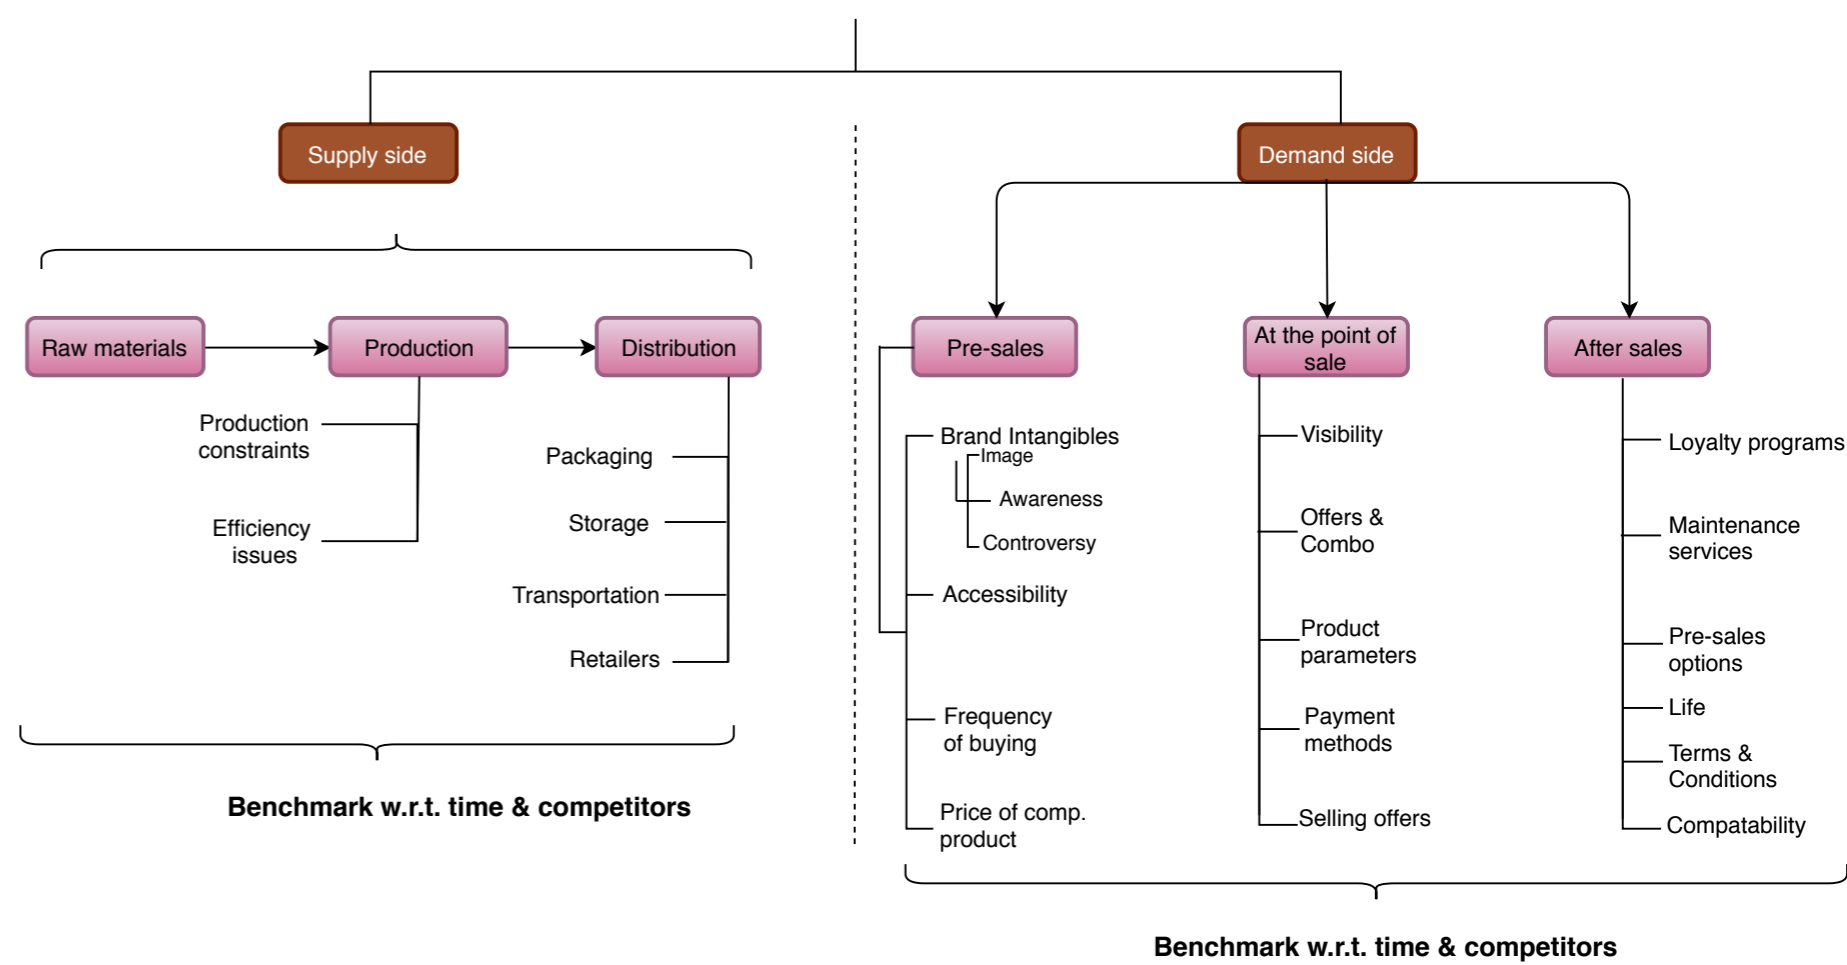 Supply side
Demand side
Raw materials
Production
Distribution
Pre-sales
At the point of
sale
After sales
Production
constraints
Efficiency
issues
Packaging
Storage
Transportation
Retailers
Benchmark w.r.t. time & competitors
Brand Intangibles
Image
Awareness
Controversy
Accessibility
Frequency
of buying
Price of comp.
product
Visibility
Offers &
Combo
Product
parameters
Payment
methods
Selling offers
Loyalty programs
Maintenance
services
Pre-sales
options
Life
Terms &
Conditions
Compatability
Benchmark w.r.t. time & competitors